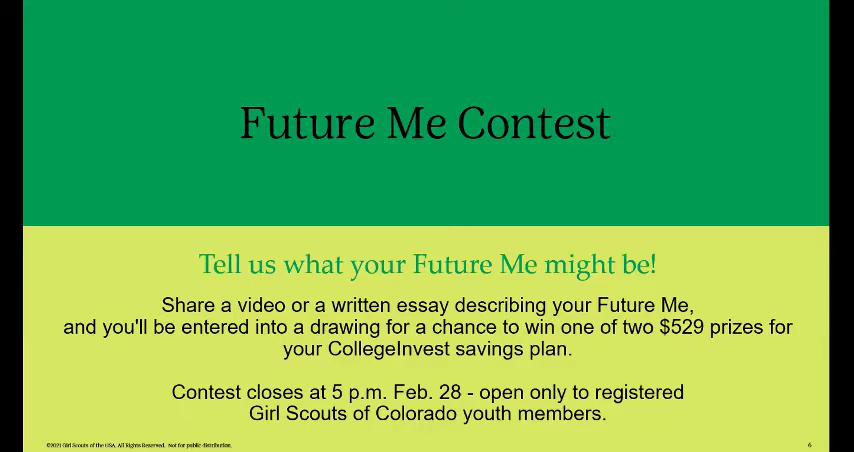 Future Me Contest
Tell us what your Future Me might be!
Share a video or a written essay describing your Future Me,
and you'll be entered into a drawing for a chance to win one of two $529 prizes for
your CollegeInvest savings plan.
Contest closes at 5 p.m. Feb. 28 - open only to registered
Girl Scouts of Colorado youth members.
©2021 Girl Scouts of the USA. All Rights Reserved. Not for public distribution.
6